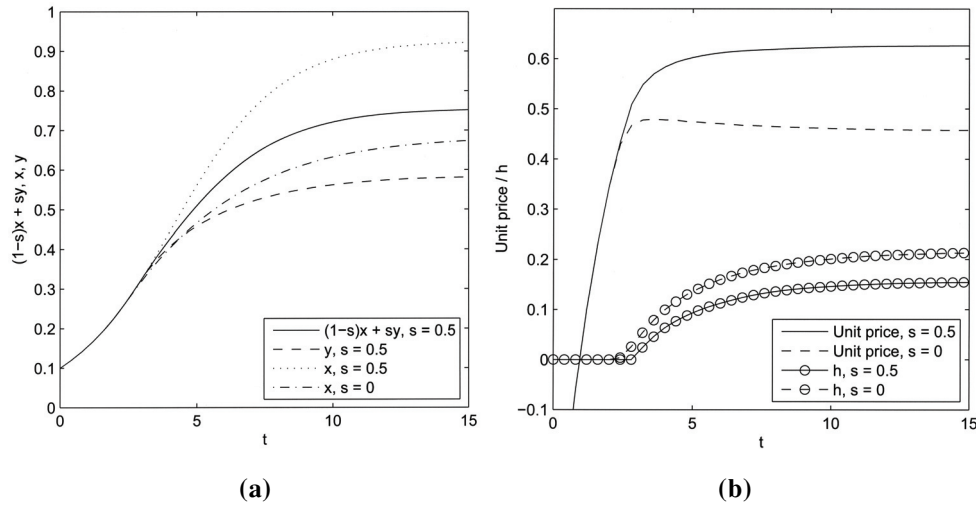 1
0.9
0.8
0.7
0.6
0.5
0.4
0.3
0.2
0.1
0
(1−s)x + sy, x, y
0
5
10
15
t
(1−s)x + sy, s = 0.5
y, s = 0.5
x, s = 0.5
x, s = 0
(a)
0.6
0.5
0.4
0.3
0.2
0.1
0
−0.1
Unit price / h
0
5
10
15
t
Unit price, s = 0.5
Unit price, s = 0
h, s = 0.5
h, s = 0
(b)